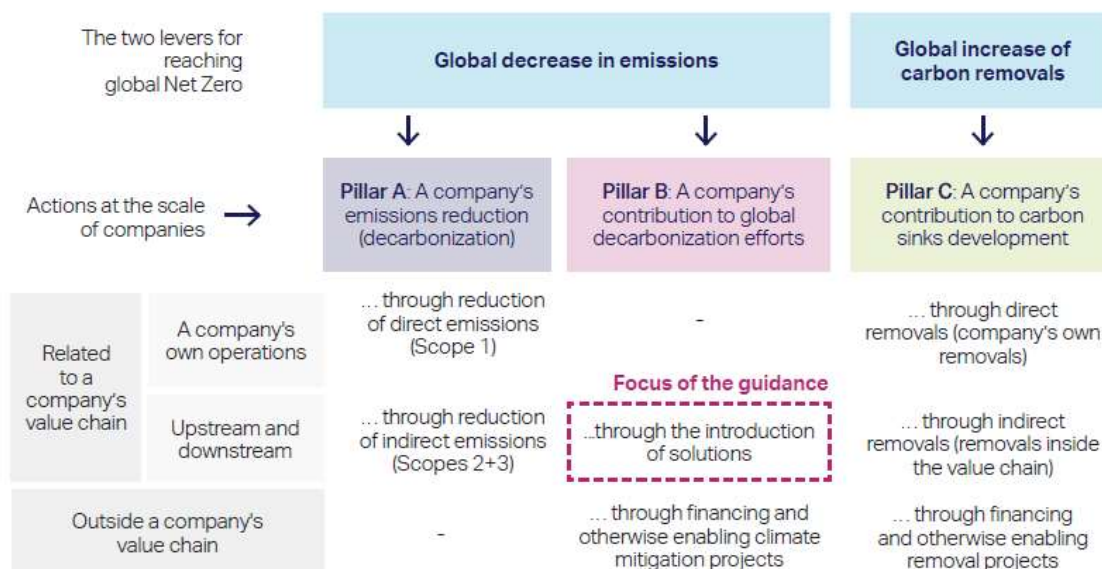 The two levers for
reaching
global Net Zero
Global decrease in emissions
Global increase of
carbon removals
Actions at the scale
of companies
Pillar A: A company's
emissions reduction
(decarbonization)
Pillar B: A company's
contribution to global
decarbonization efforts
Pillar C: A company's
contribution to carbon
sinks development
Related
to a
company's
value chain
A company's
own operations
... through reduction
of direct emissions
(Scope 1)
-
... through direct
removals (company's own
removals)
Focus of the guidance
Upstream and
downstream
... through reduction
of indirect emissions
(Scopes 2+3)
...through the introduction
of solutions
... through indirect
removals (removals inside
the value chain)
Outside a company's
value chain
-
... through financing and
otherwise enabling climate
mitigation projects
... through financing
and otherwise enabling
removal projects